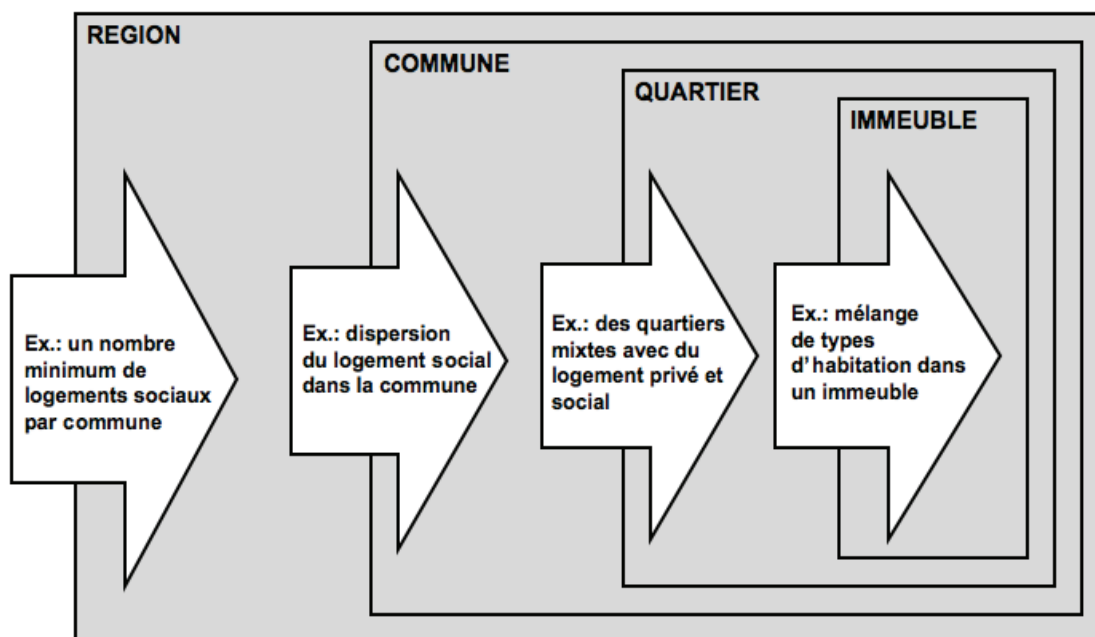 REGION
COMMUNE
QUARTIER
IMMEUBLE
Ex.: un nombre
minimum de
logements sociaux
par commune
Ex.: dispersion
du logement social
dans la commune
Ex.: des quartiers
mixtes avec du
logement privé et
social
Ex.: mélange
de types
d'habitation dans
un immeuble